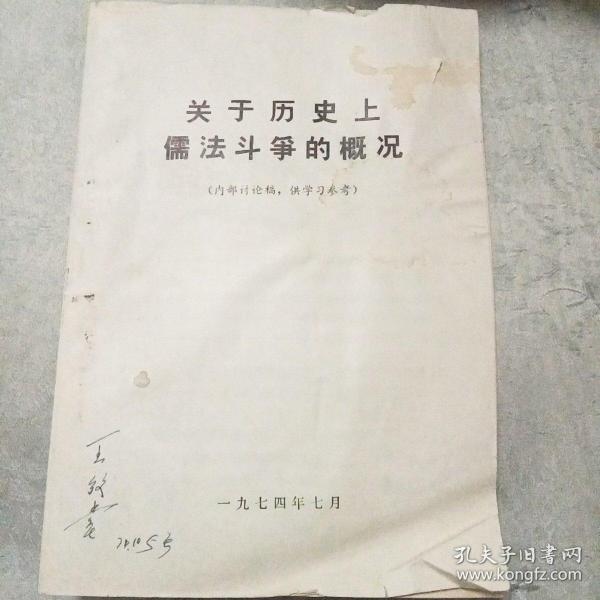 关于历史上
儒法斗争的概况
(内部讨论稿，供学习参考)
一九七四年七月
王
孔夫子旧书网
www.kongfz.com